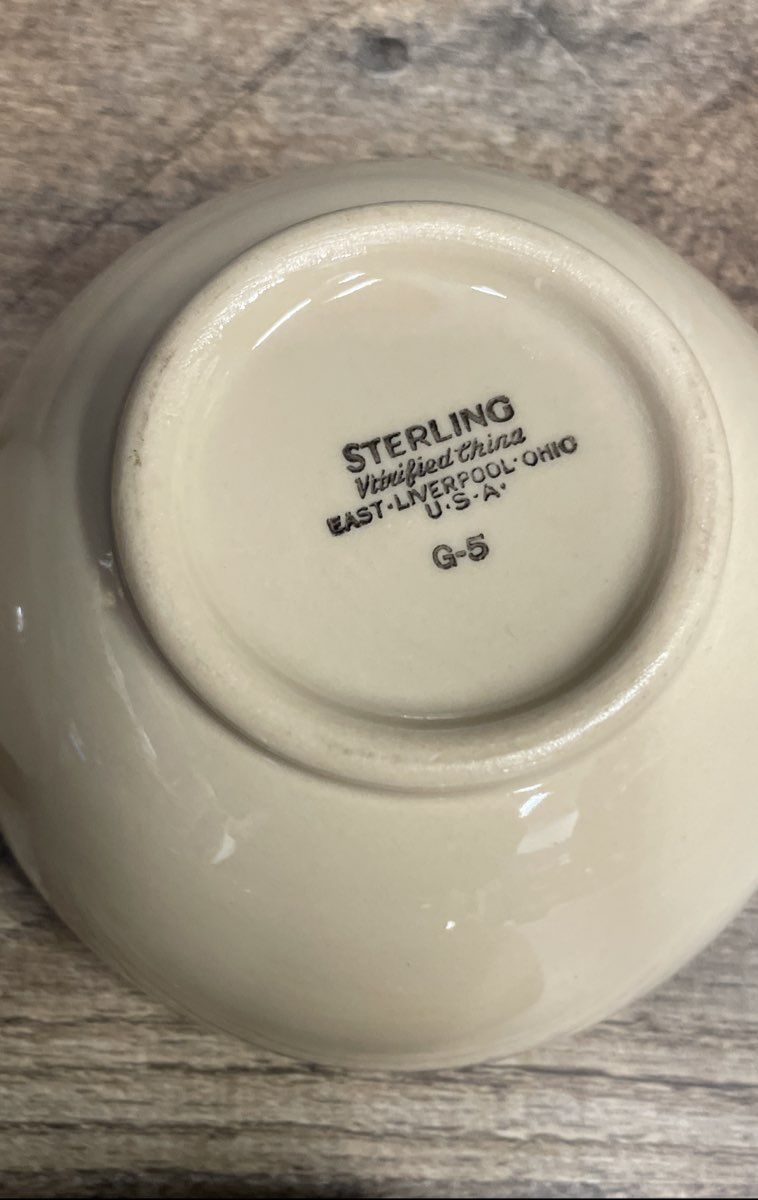 STERLING
Vitrified China
EAST·LIVERPOOL·OHIO
U·S·A·
G-5